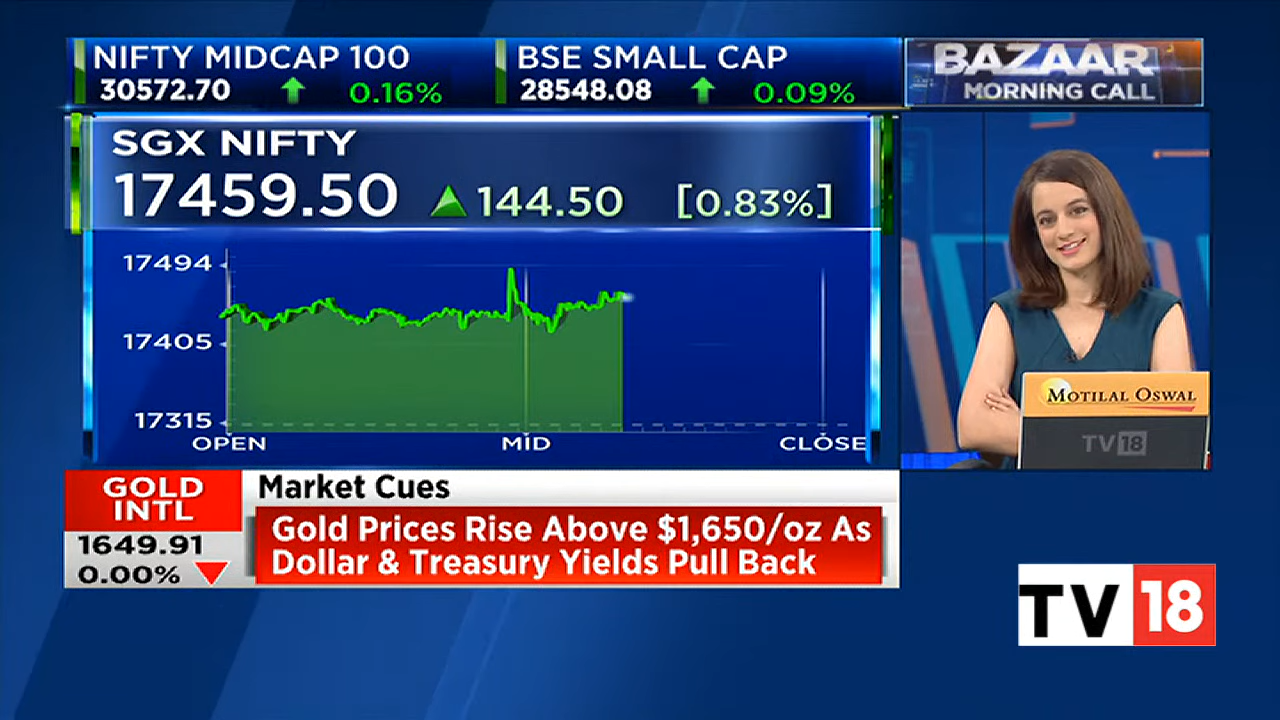 NIFTY MIDCAP 100
30572.70 0.16%
BSE SMALL CAP
28548.08 0.09%
BAZAAR
MORNING CALL
SGX NIFTY
17459.50 144.50 [0.83%]
17494
17405
17315
OPEN MID CLOSE
MOTILAL OSWAL
TV18
GOLD
INTL
1649.91
0.00%
Market Cues
Gold Prices Rise Above $1,650/oz As
Dollar & Treasury Yields Pull Back
TV18